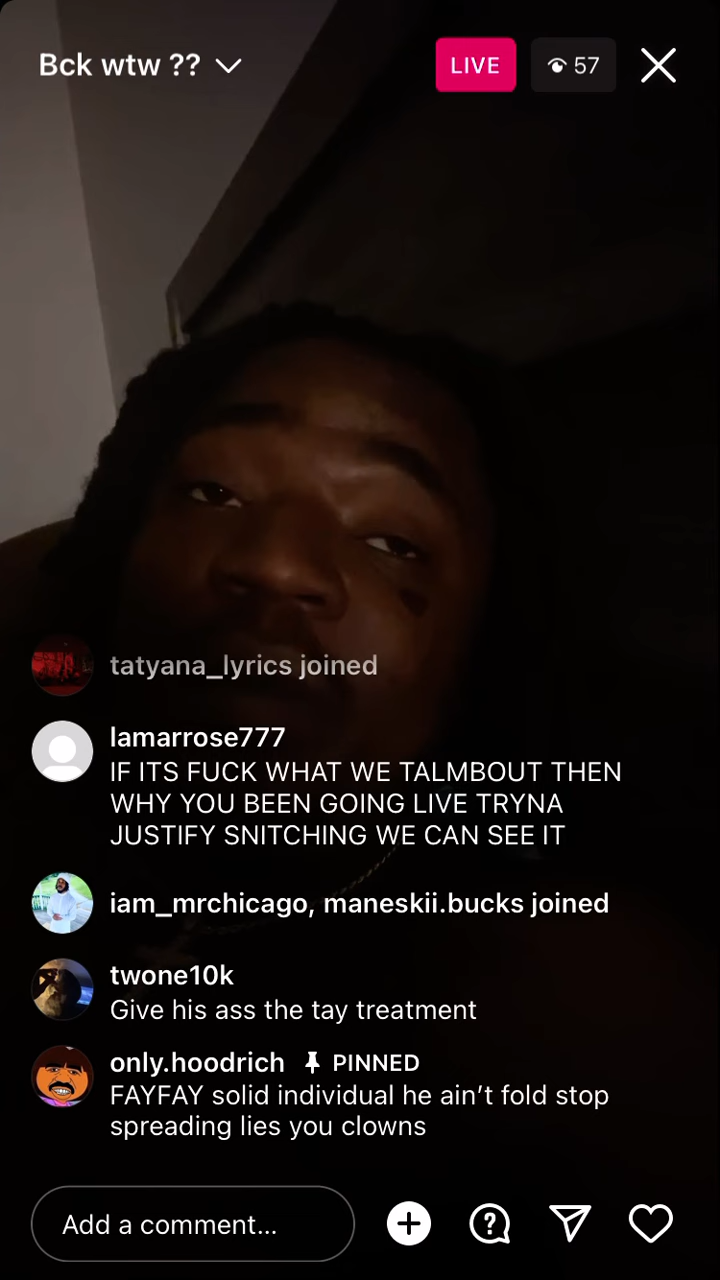 Bck wtw ??
LIVE
57
tatyana_lyrics joined
lamarrose777
IF ITS FUCK WHAT WE TALMBOUT THEN
WHY YOU BEEN GOING LIVE TRYNA
JUSTIFY SNITCHING WE CAN SEE IT
iam_mrchicago, maneskii.bucks joined
twone10k
Give his ass the tay treatment
only.hoodrich PINNED
FAYFAY solid individual he ain’t fold stop
spreading lies you clowns
Add a comment...